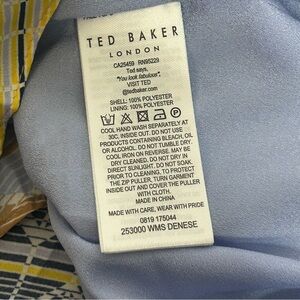 TED BAKER
LONDON
CA25459 RN95229
Ted says,
"You look fabulous",
VISIT TED
@tedbaker.com
SHELL: 100% POLYESTER
LINING: 100% POLYESTER
COOL HAND WASH SEPARATELY AT
30C, INSIDE OUT. DO NOT USE
PRODUCTS CONTAINING BLEACH, OIL
OR ALCOHOL. DO NOT TUMBLE DRY.
COOL IRON ON REVERSE. MAY BE
DRY CLEANED. DO NOT DRY IN
DIRECT SUNLIGHT. DO NOT SOAK.
PRIOR TO CLEANING, TO PROTECT
THE ZIP PULLER, TURN GARMENT
INSIDE OUT AND COVER THE PULLER
WITH CLOTH.
MADE IN CHINA
MADE WITH CARE, WEAR WITH PRIDE
0819 175044
253000 WMS DENESE